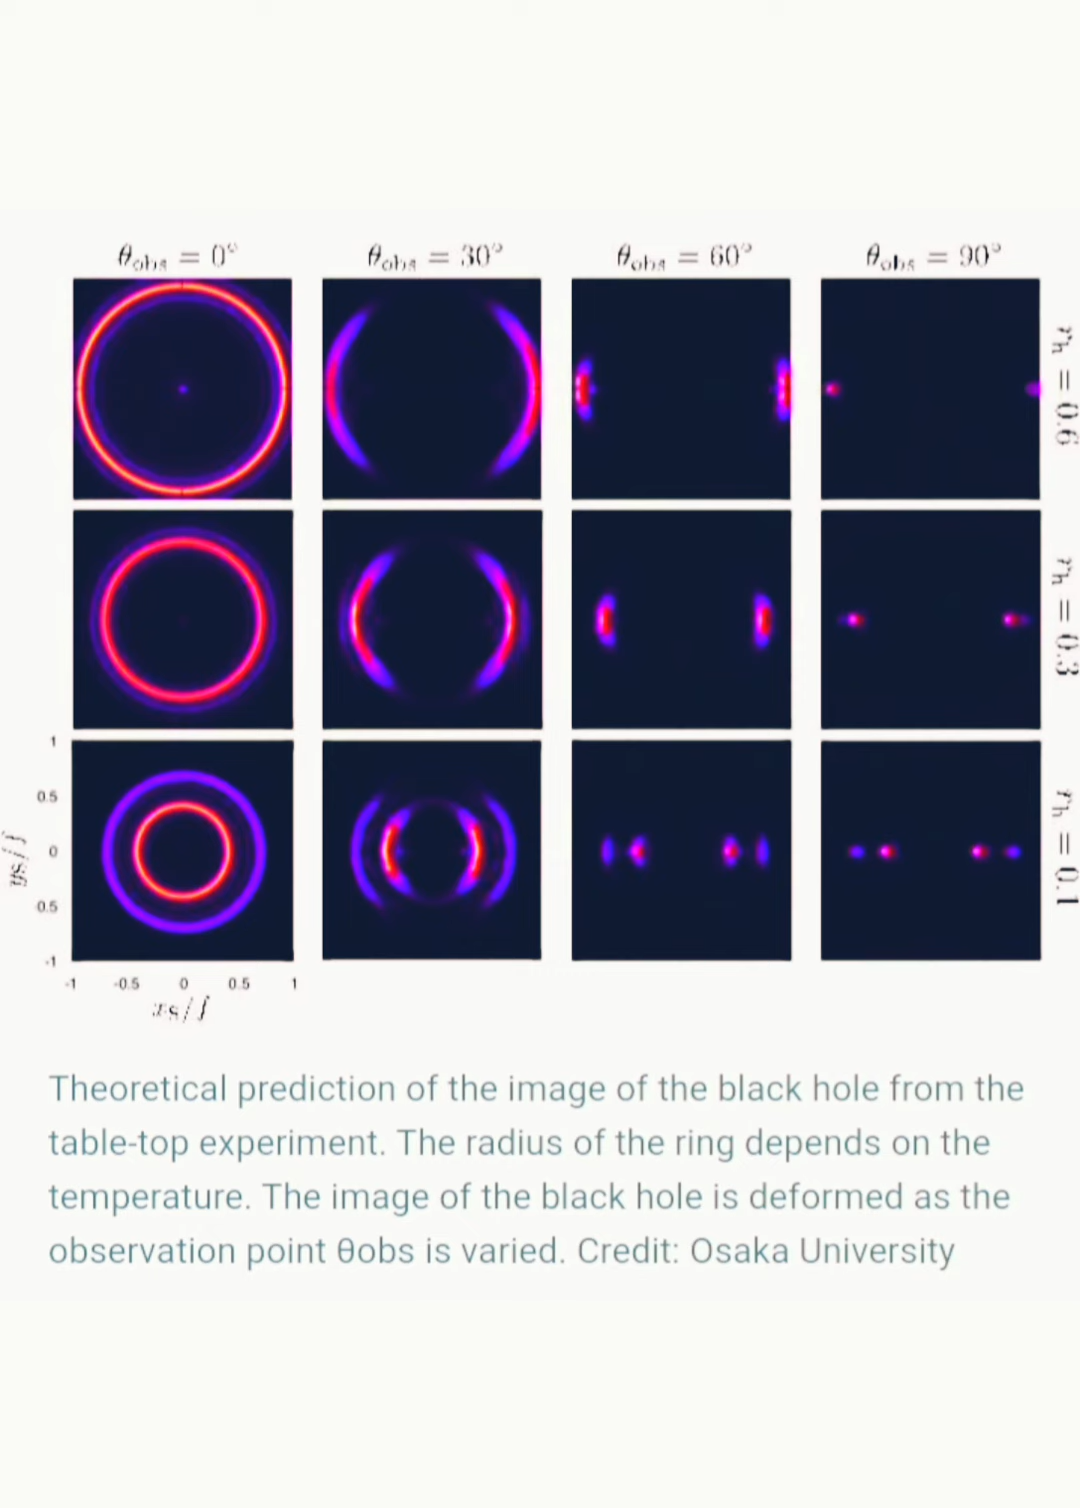 θobs = 0° θobs = 30° θobs = 60° θobs = 90°
rh = 0.6
rh = 0.3
1
0.5
0
0.5
-1
ys/f
rh = 0.1
-1 -0.5 0 0.5 1
xs/f
Theoretical prediction of the image of the black hole from the
table-top experiment. The radius of the ring depends on the
temperature. The image of the black hole is deformed as the
observation point θobs is varied. Credit: Osaka University